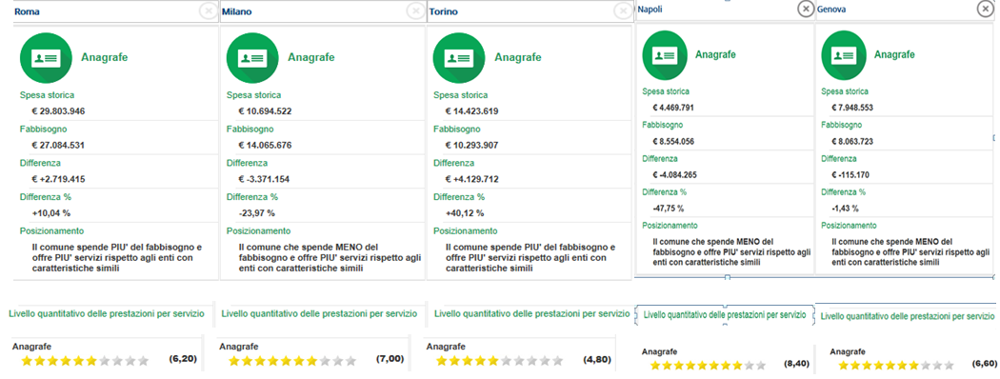 Roma
Anagrafe
Spesa storica
€ 29.803.946
Fabbisogno
€ 27.084.531
Differenza
€ +2.719.415
Differenza %
+10,04 %
Posizionamento
Il comune spende PIU' del fabbisogno e
offre PIU' servizi rispetto agli enti con
caratteristiche simili
Livello quantitativo delle prestazioni per servizio
Anagrafe
(6,20)
Milano
Anagrafe
Spesa storica
€ 10.694.522
Fabbisogno
€ 14.065.676
Differenza
€ -3.371.154
Differenza %
-23,97 %
Posizionamento
Il comune che spende MENO del
fabbisogno e offre PIU' servizi rispetto agli
enti con caratteristiche simili
Livello quantitativo delle prestazioni per servizio
Anagrafe
(7,00)
Torino
Anagrafe
Spesa storica
€ 14.423.619
Fabbisogno
€ 10.293.907
Differenza
€ +4.129.712
Differenza %
+40,12 %
Posizionamento
Il comune spende PIU' del fabbisogno e
offre PIU' servizi rispetto agli enti con
caratteristiche simili
Livello quantitativo delle prestazioni per servizio
Anagrafe
(4,80)
Napoli
Anagrafe
Spesa storica
€ 4.469.791
Fabbisogno
€ 8.554.056
Differenza
€ -4.084.265
Differenza %
-47,75 %
Posizionamento
Il comune che spende MENO del
fabbisogno e offre PIU' servizi rispetto agli
enti con caratteristiche simili
Livello quantitativo delle prestazioni per servizio
Anagrafe
(8,40)
Genova
Anagrafe
Spesa storica
€ 7.948.553
Fabbisogno
€ 8.063.723
Differenza
€ -115.170
Differenza %
-1,43 %
Posizionamento
Il comune che spende MENO del
fabbisogno e offre PIU' servizi rispetto agli
enti con caratteristiche simili
Livello quantitativo delle prestazioni per servizio
Anagrafe
(6,60)